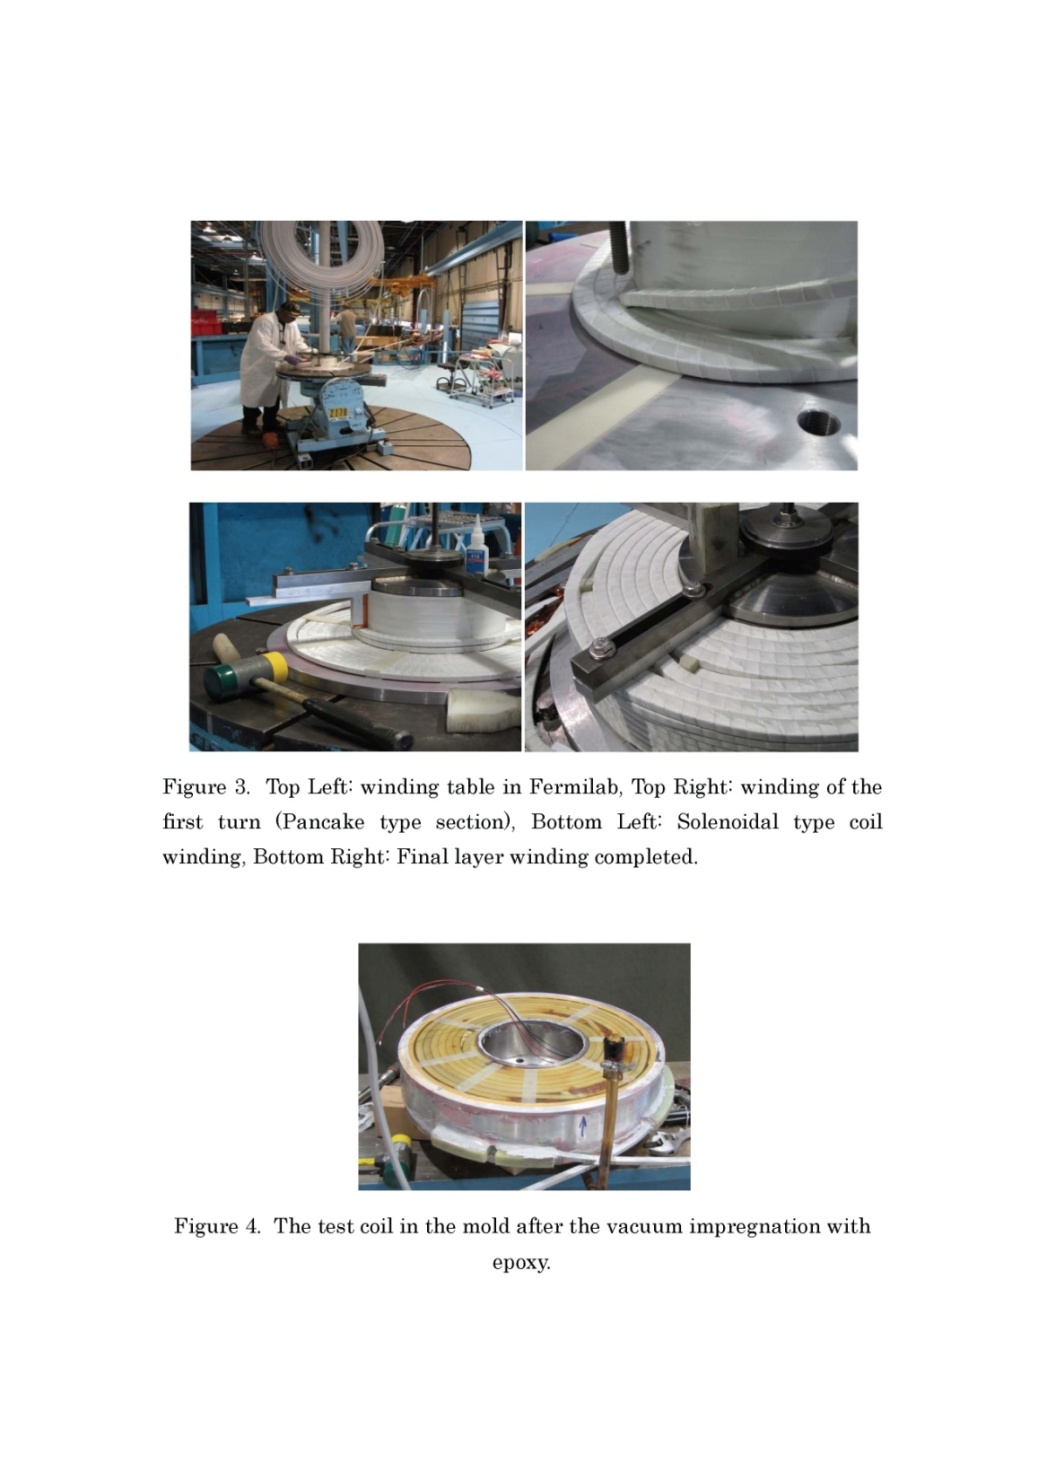 Figure 3. Top Left: winding table in Fermilab, Top Right: winding of the
first turn (Pancake type section), Bottom Left: Solenoidal type coil
winding, Bottom Right: Final layer winding completed.
Figure 4. The test coil in the mold after the vacuum impregnation with
epoxy.